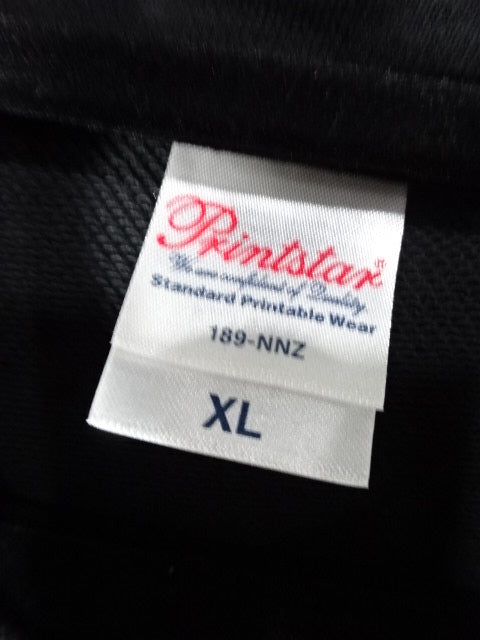 Printstar®
We are confident of Quality.
Standard Printable Wear
189-NNZ
XL